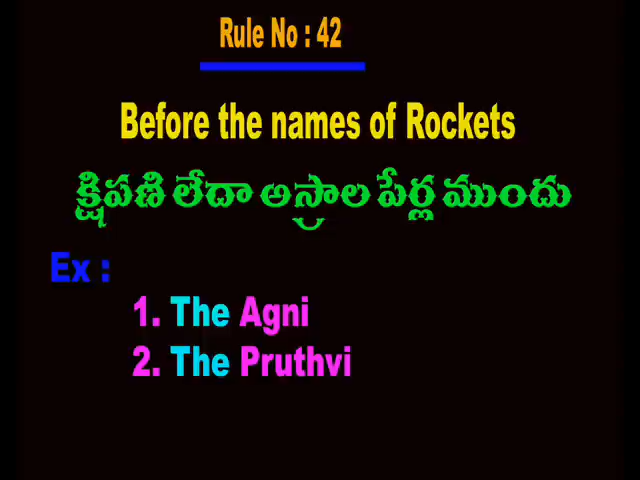 Rule No : 42
Before the names of Rockets
క్షిపణి లేదా అస్త్రాల పేర్ల ముందు
Ex :
1. The Agni
2. The Pruthvi